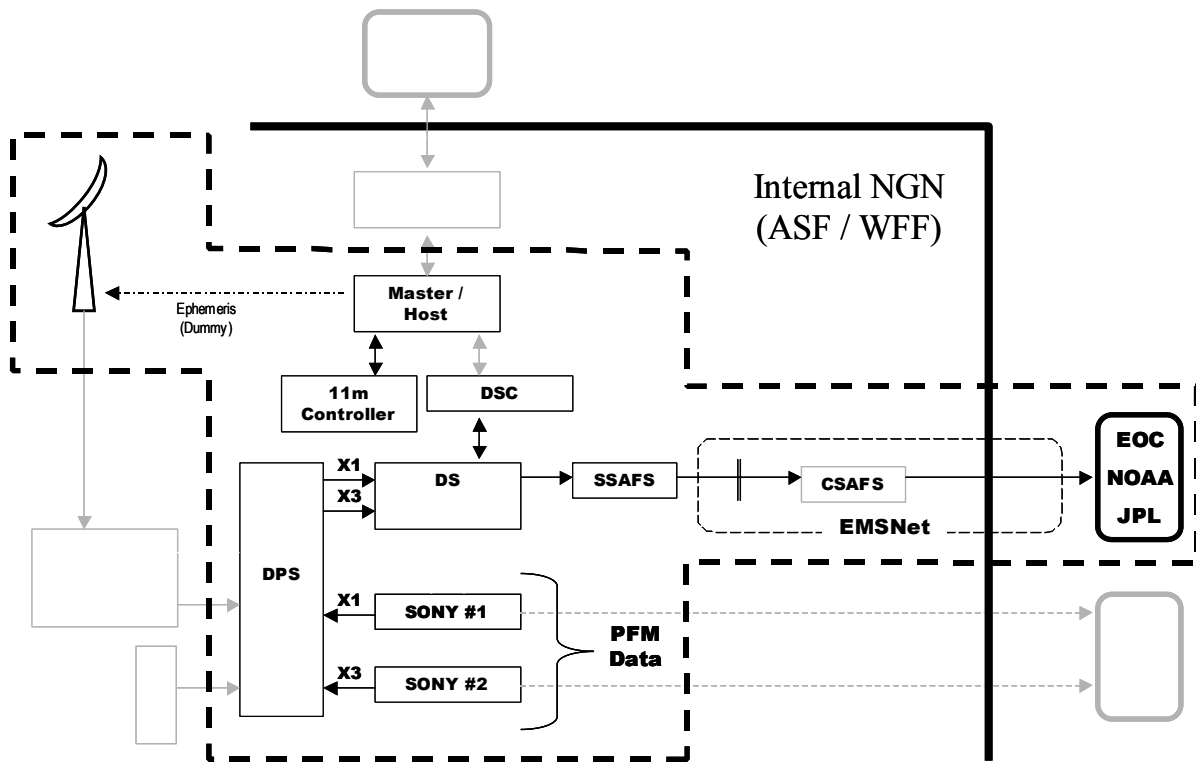 Internal NGN
(ASF / WFF)
Master /
Host
Ephemeris
(Dummy)
11m
Controller
DSC
X1
X3
DS
SSAFS
CSAFS
EMSNet
EOC
NOAA
JPL
DPS
X1
SONY #1
PFM
Data
X3
SONY #2